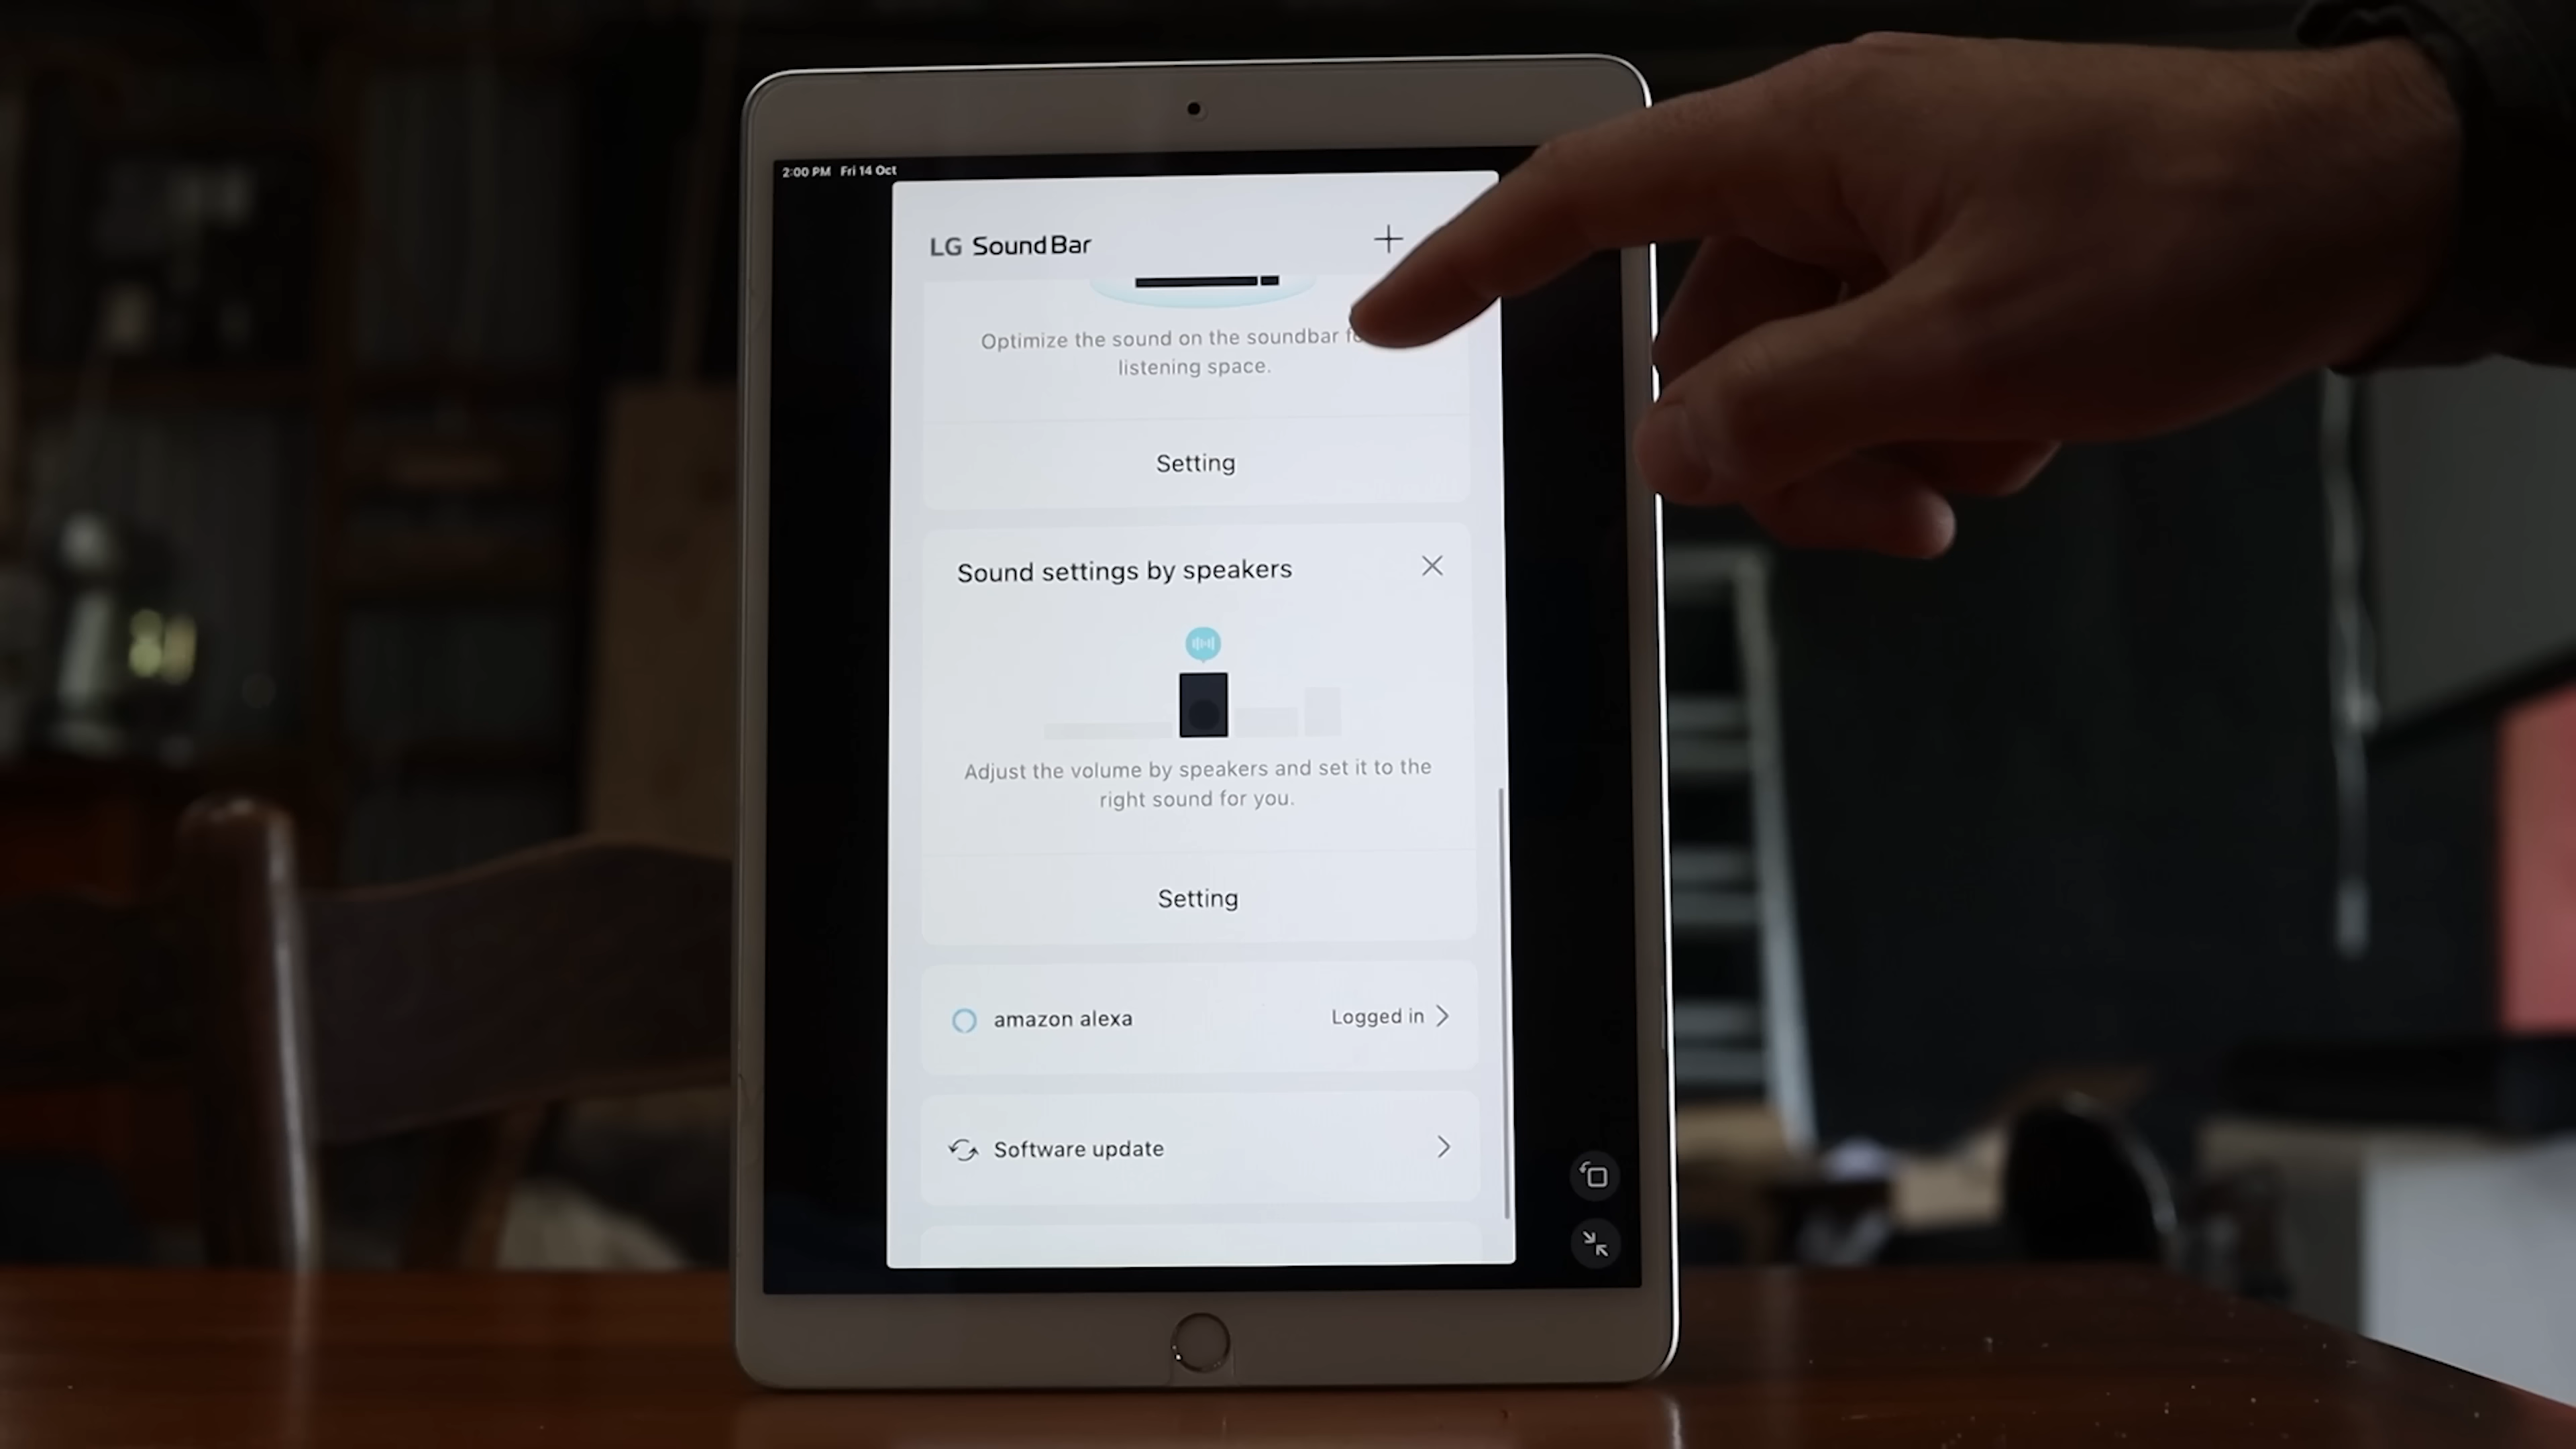 2:00 PM Fri 14 Oct
LG SoundBar
Optimize the sound on the soundbar
listening space.
Setting
Sound settings by speakers
Adjust the volume by speakers and set it to the
right sound for you.
Setting
amazon alexa Logged in
Software update